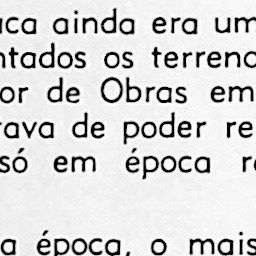 ca ainda era um
ntados os terreno
or de Obras em
rava de poder re
só em época r
a época, o mais